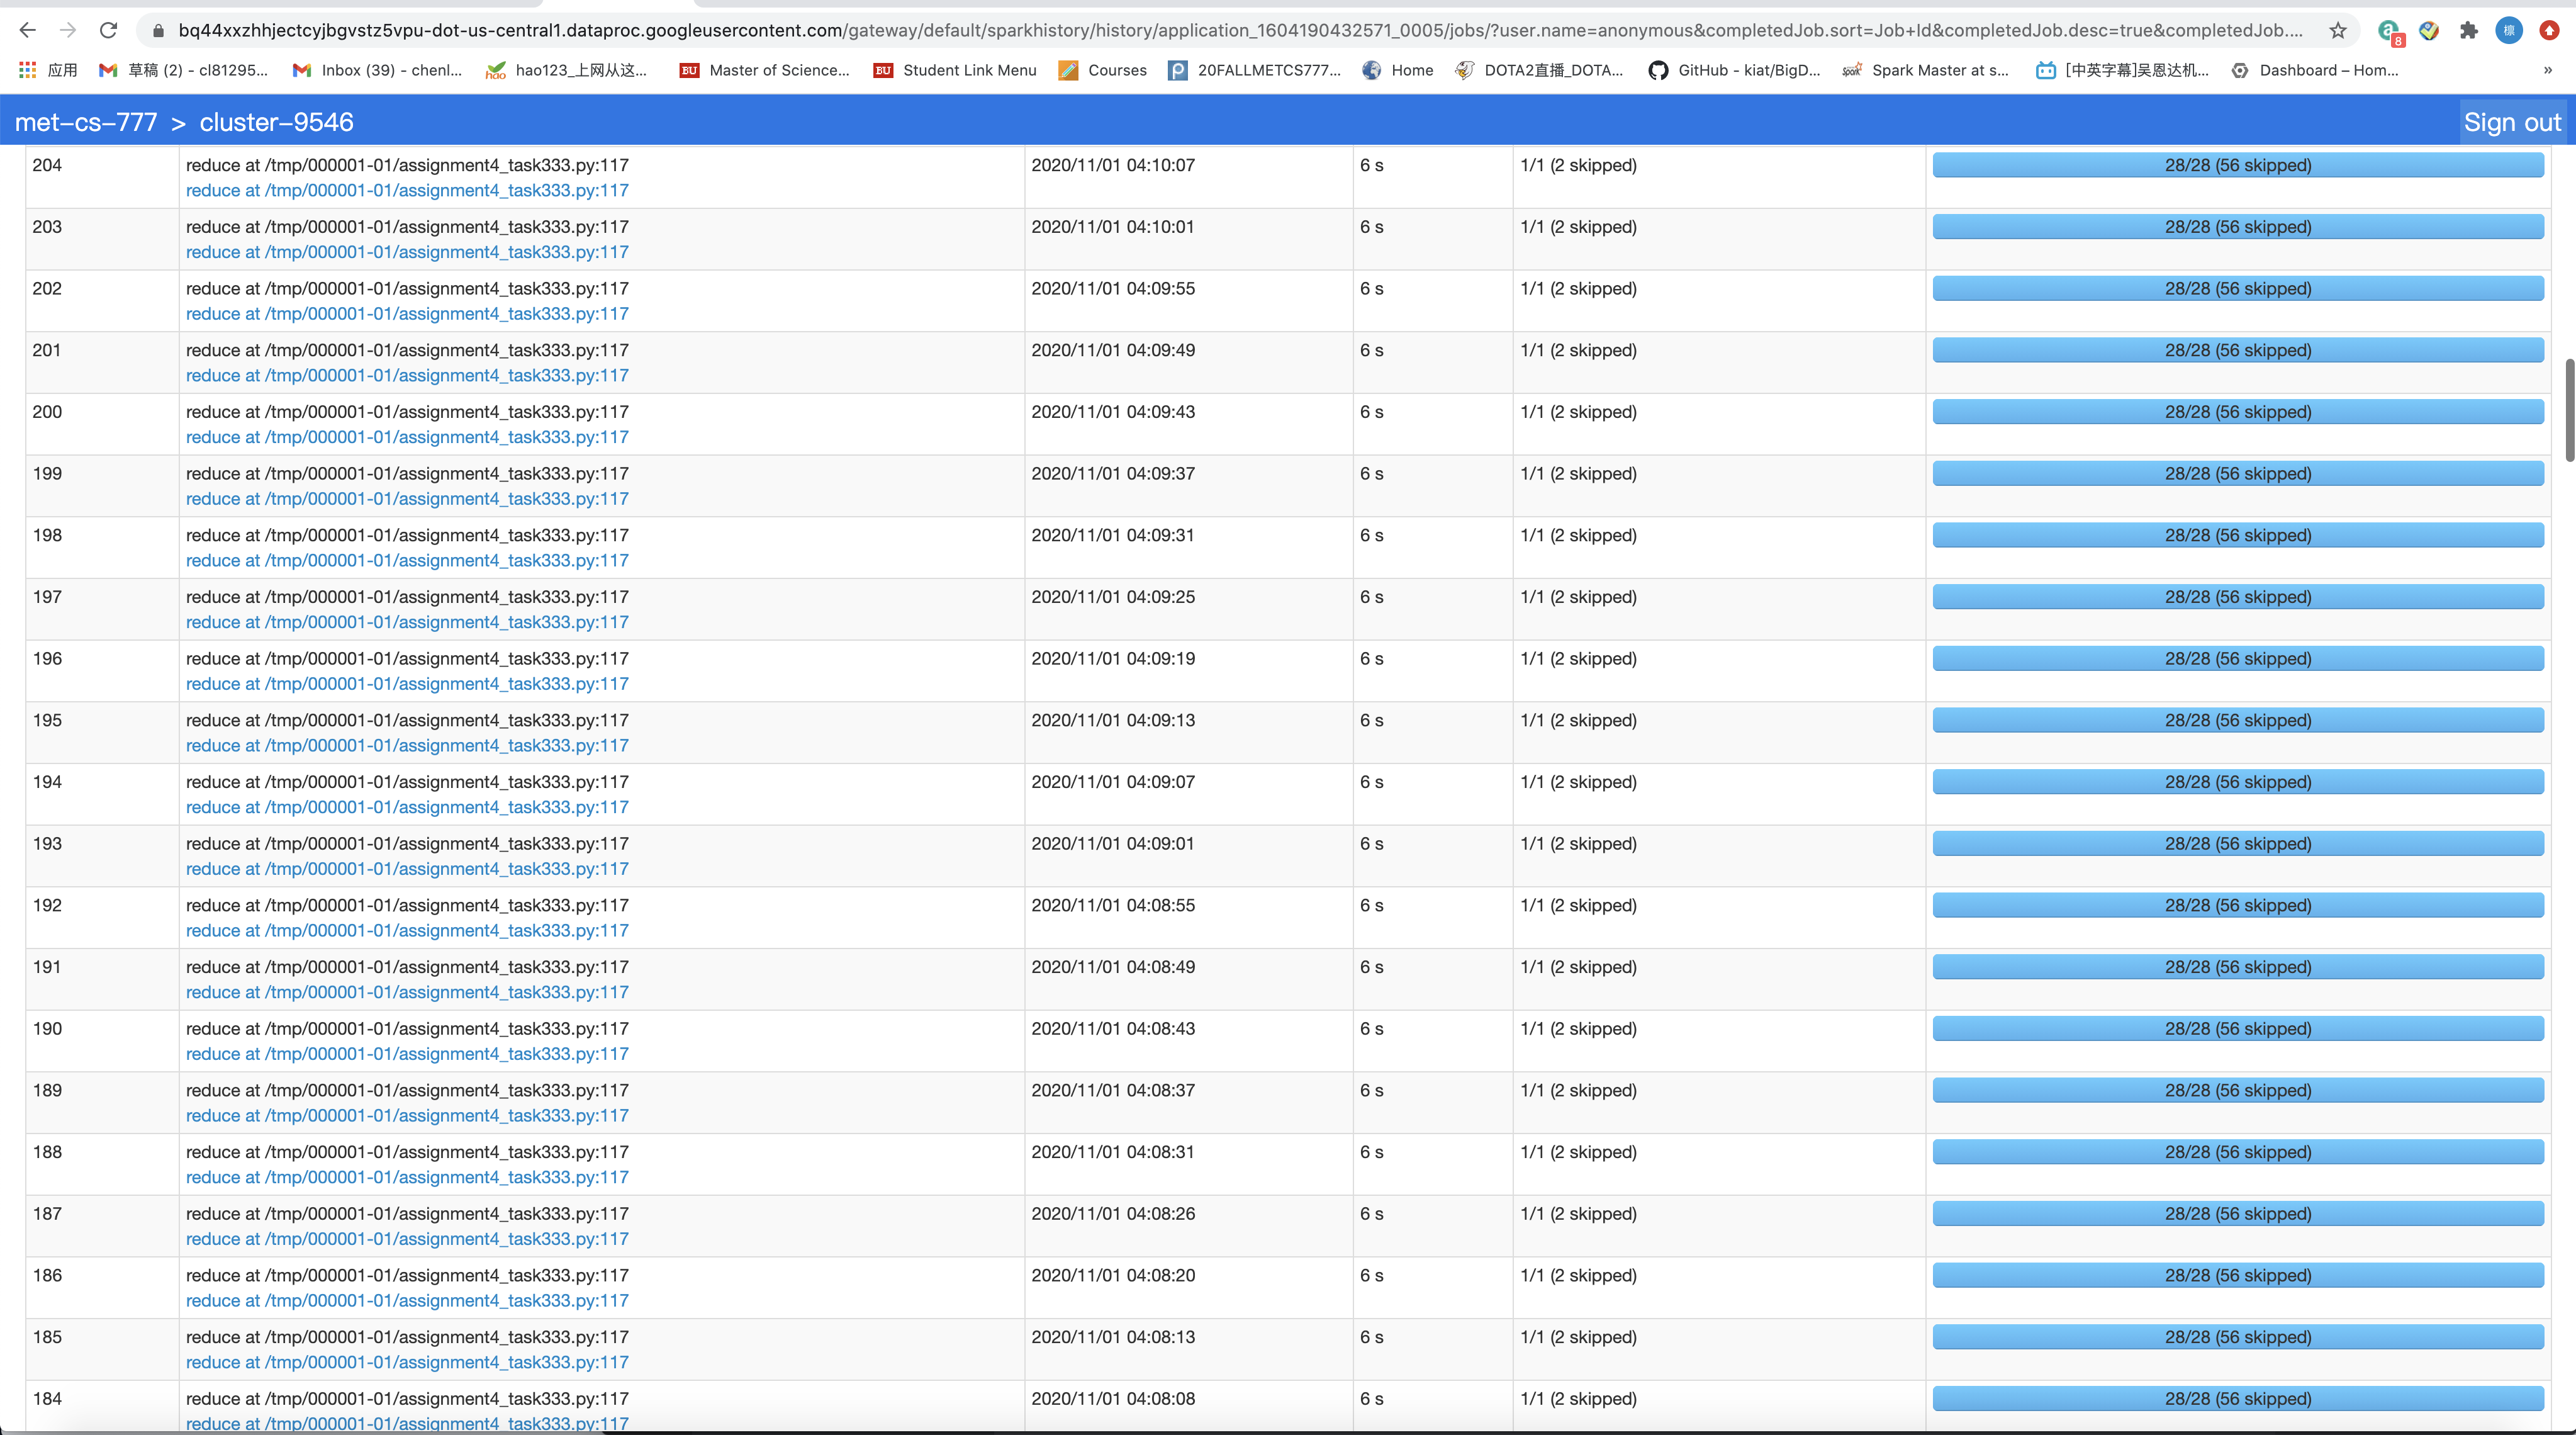 bq44xxzhhjectcyjbgvstz5vpu-dot-us-central1.dataproc.googleusercontent.com/gateway/default/sparkhistory/history/application_1604190432571_0005/jobs/?user.name=anonymous&completedJob.sort=Job+Id&completedJob.desc=true&completedJob.... 8 檩
应用 草稿 (2) - cl81295... Inbox (39) - chenl... hao hao123_上网从这... BU Master of Science... BU Student Link Menu Courses 20FALLMETCS777... Home DOTA2直播_DOTA... GitHub - kiat/BigD... Spark Master at s... [中英字幕]吴恩达机... Dashboard – Hom... »
met-cs-777 > cluster-9546 Sign out
204 reduce at /tmp/000001-01/assignment4_task333.py:117 2020/11/01 04:10:07 6 s 1/1 (2 skipped) 28/28 (56 skipped)
reduce at /tmp/000001-01/assignment4_task333.py:117
203 reduce at /tmp/000001-01/assignment4_task333.py:117 2020/11/01 04:10:01 6 s 1/1 (2 skipped) 28/28 (56 skipped)
reduce at /tmp/000001-01/assignment4_task333.py:117
202 reduce at /tmp/000001-01/assignment4_task333.py:117 2020/11/01 04:09:55 6 s 1/1 (2 skipped) 28/28 (56 skipped)
reduce at /tmp/000001-01/assignment4_task333.py:117
201 reduce at /tmp/000001-01/assignment4_task333.py:117 2020/11/01 04:09:49 6 s 1/1 (2 skipped) 28/28 (56 skipped)
reduce at /tmp/000001-01/assignment4_task333.py:117
200 reduce at /tmp/000001-01/assignment4_task333.py:117 2020/11/01 04:09:43 6 s 1/1 (2 skipped) 28/28 (56 skipped)
reduce at /tmp/000001-01/assignment4_task333.py:117
199 reduce at /tmp/000001-01/assignment4_task333.py:117 2020/11/01 04:09:37 6 s 1/1 (2 skipped) 28/28 (56 skipped)
reduce at /tmp/000001-01/assignment4_task333.py:117
198 reduce at /tmp/000001-01/assignment4_task333.py:117 2020/11/01 04:09:31 6 s 1/1 (2 skipped) 28/28 (56 skipped)
reduce at /tmp/000001-01/assignment4_task333.py:117
197 reduce at /tmp/000001-01/assignment4_task333.py:117 2020/11/01 04:09:25 6 s 1/1 (2 skipped) 28/28 (56 skipped)
reduce at /tmp/000001-01/assignment4_task333.py:117
196 reduce at /tmp/000001-01/assignment4_task333.py:117 2020/11/01 04:09:19 6 s 1/1 (2 skipped) 28/28 (56 skipped)
reduce at /tmp/000001-01/assignment4_task333.py:117
195 reduce at /tmp/000001-01/assignment4_task333.py:117 2020/11/01 04:09:13 6 s 1/1 (2 skipped) 28/28 (56 skipped)
reduce at /tmp/000001-01/assignment4_task333.py:117
194 reduce at /tmp/000001-01/assignment4_task333.py:117 2020/11/01 04:09:07 6 s 1/1 (2 skipped) 28/28 (56 skipped)
reduce at /tmp/000001-01/assignment4_task333.py:117
193 reduce at /tmp/000001-01/assignment4_task333.py:117 2020/11/01 04:09:01 6 s 1/1 (2 skipped) 28/28 (56 skipped)
reduce at /tmp/000001-01/assignment4_task333.py:117
192 reduce at /tmp/000001-01/assignment4_task333.py:117 2020/11/01 04:08:55 6 s 1/1 (2 skipped) 28/28 (56 skipped)
reduce at /tmp/000001-01/assignment4_task333.py:117
191 reduce at /tmp/000001-01/assignment4_task333.py:117 2020/11/01 04:08:49 6 s 1/1 (2 skipped) 28/28 (56 skipped)
reduce at /tmp/000001-01/assignment4_task333.py:117
190 reduce at /tmp/000001-01/assignment4_task333.py:117 2020/11/01 04:08:43 6 s 1/1 (2 skipped) 28/28 (56 skipped)
reduce at /tmp/000001-01/assignment4_task333.py:117
189 reduce at /tmp/000001-01/assignment4_task333.py:117 2020/11/01 04:08:37 6 s 1/1 (2 skipped) 28/28 (56 skipped)
reduce at /tmp/000001-01/assignment4_task333.py:117
188 reduce at /tmp/000001-01/assignment4_task333.py:117 2020/11/01 04:08:31 6 s 1/1 (2 skipped) 28/28 (56 skipped)
reduce at /tmp/000001-01/assignment4_task333.py:117
187 reduce at /tmp/000001-01/assignment4_task333.py:117 2020/11/01 04:08:26 6 s 1/1 (2 skipped) 28/28 (56 skipped)
reduce at /tmp/000001-01/assignment4_task333.py:117
186 reduce at /tmp/000001-01/assignment4_task333.py:117 2020/11/01 04:08:20 6 s 1/1 (2 skipped) 28/28 (56 skipped)
reduce at /tmp/000001-01/assignment4_task333.py:117
185 reduce at /tmp/000001-01/assignment4_task333.py:117 2020/11/01 04:08:13 6 s 1/1 (2 skipped) 28/28 (56 skipped)
reduce at /tmp/000001-01/assignment4_task333.py:117
184 reduce at /tmp/000001-01/assignment4_task333.py:117 2020/11/01 04:08:08 6 s 1/1 (2 skipped) 28/28 (56 skipped)
reduce at /tmp/000001-01/assignment4_task333.py:117